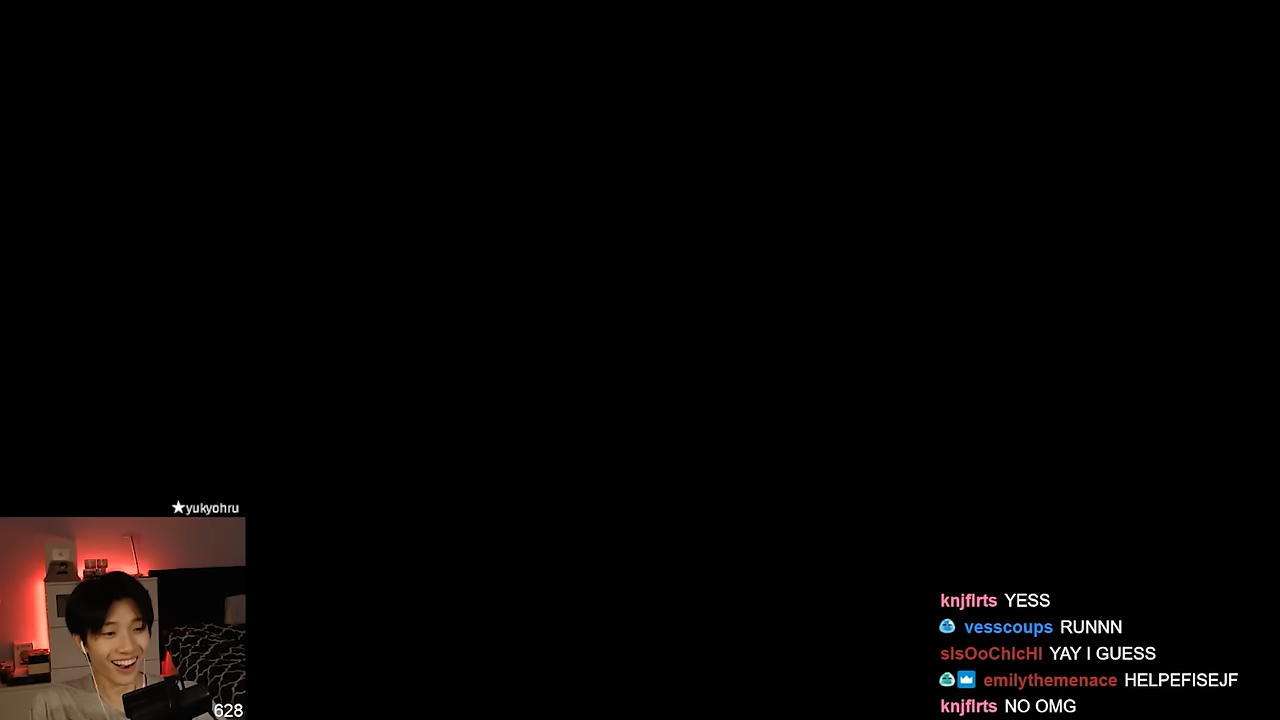 ★yukyohru
628
knjflrts YESS
vesscoups RUNNN
slsOoChlcHl YAY I GUESS
emilythemenace HELPEFISEJF
knjflrts NO OMG